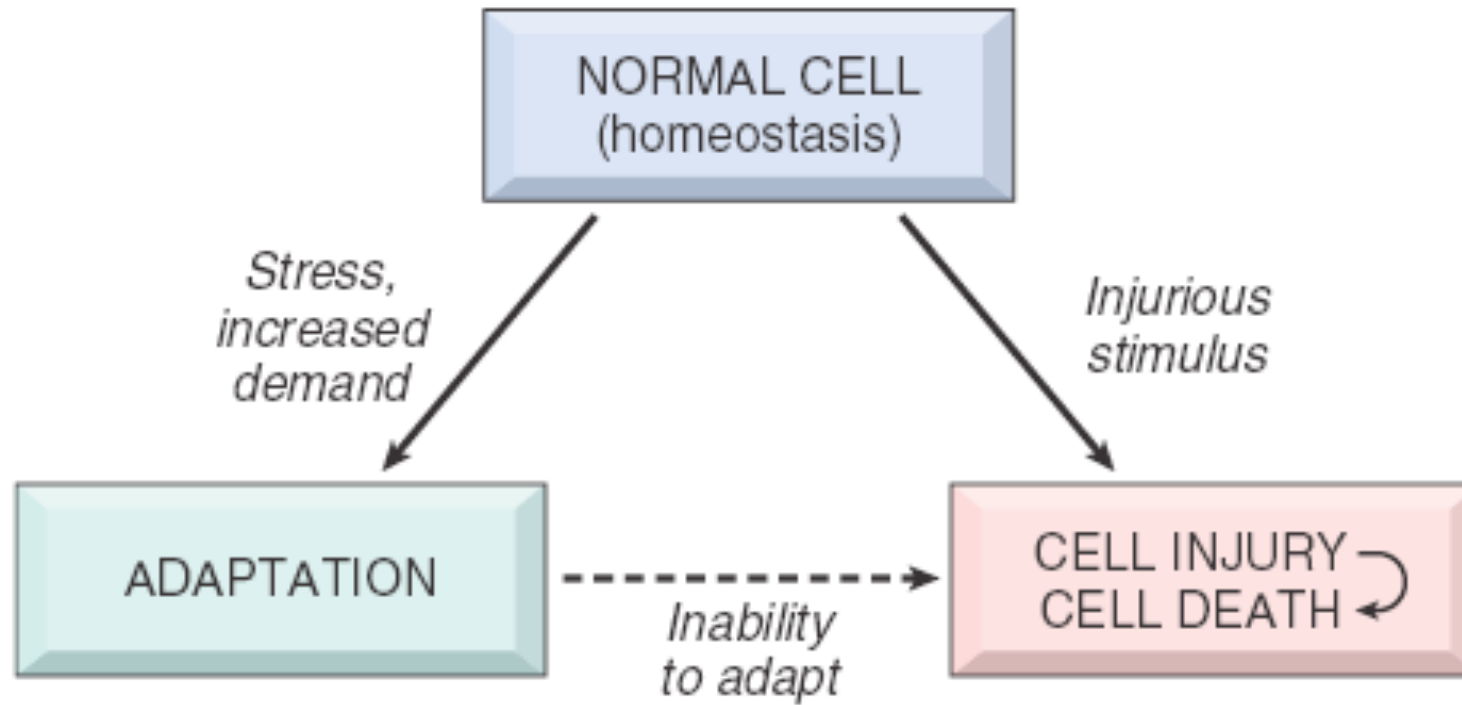 NORMAL CELL
(homeostasis)
Stress,
increased
demand
Injurious
stimulus
ADAPTATION
Inability
to adapt
CELL INJURY
CELL DEATH